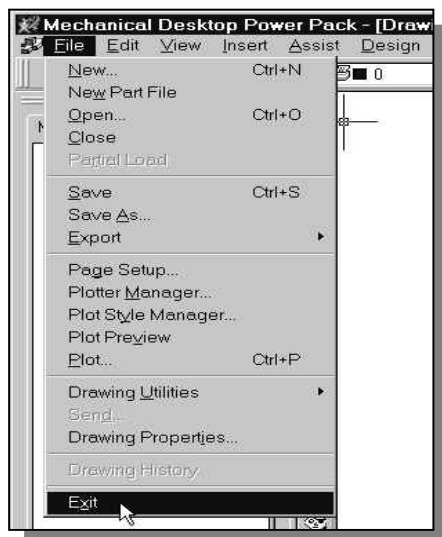 Mechanical Desktop Power Pack - [Draw
File Edit View Insert Assist Design
New... Ctrl+N
0
New Part File
Open... Ctrl+O
Close
Partial Load
Save Ctrl+S
Save As...
Export
Page Setup...
Plotter Manager...
Plot Style Manager...
Plot Preview
Plot... Ctrl+P
Drawing Utilities
Send...
Drawing Properties...
Drawing History
Exit